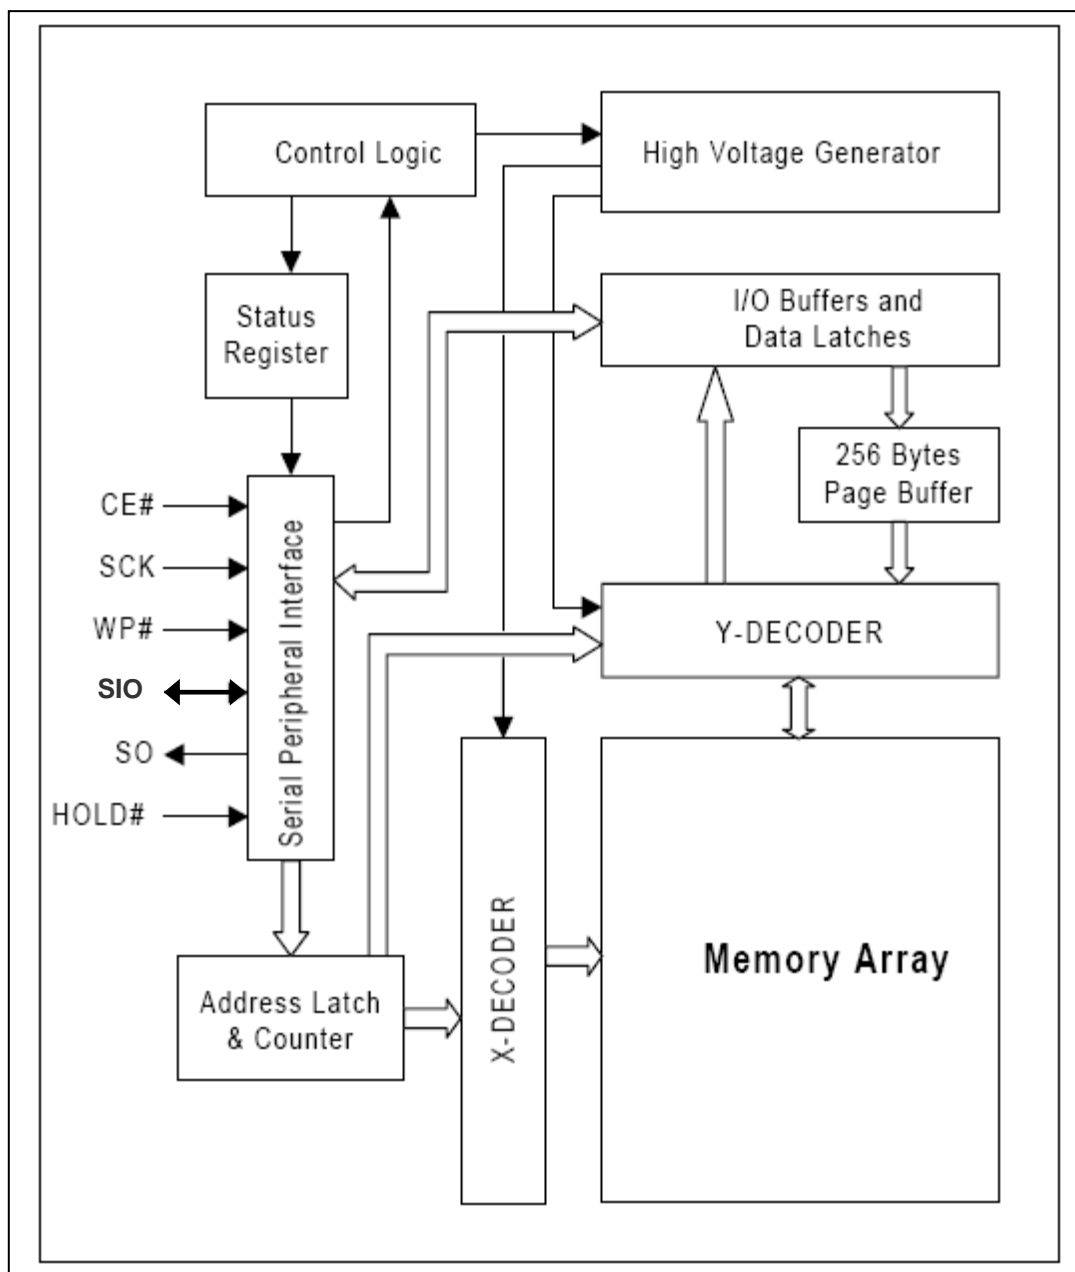 Control Logic
High Voltage Generator
Status
Register
I/O Buffers and
Data Latches
256 Bytes
Page Buffer
CE#
SCK
WP#
SIO
SO
HOLD#
Serial Peripheral Interface
Y-DECODER
X-DECODER
Memory Array
Address Latch
& Counter